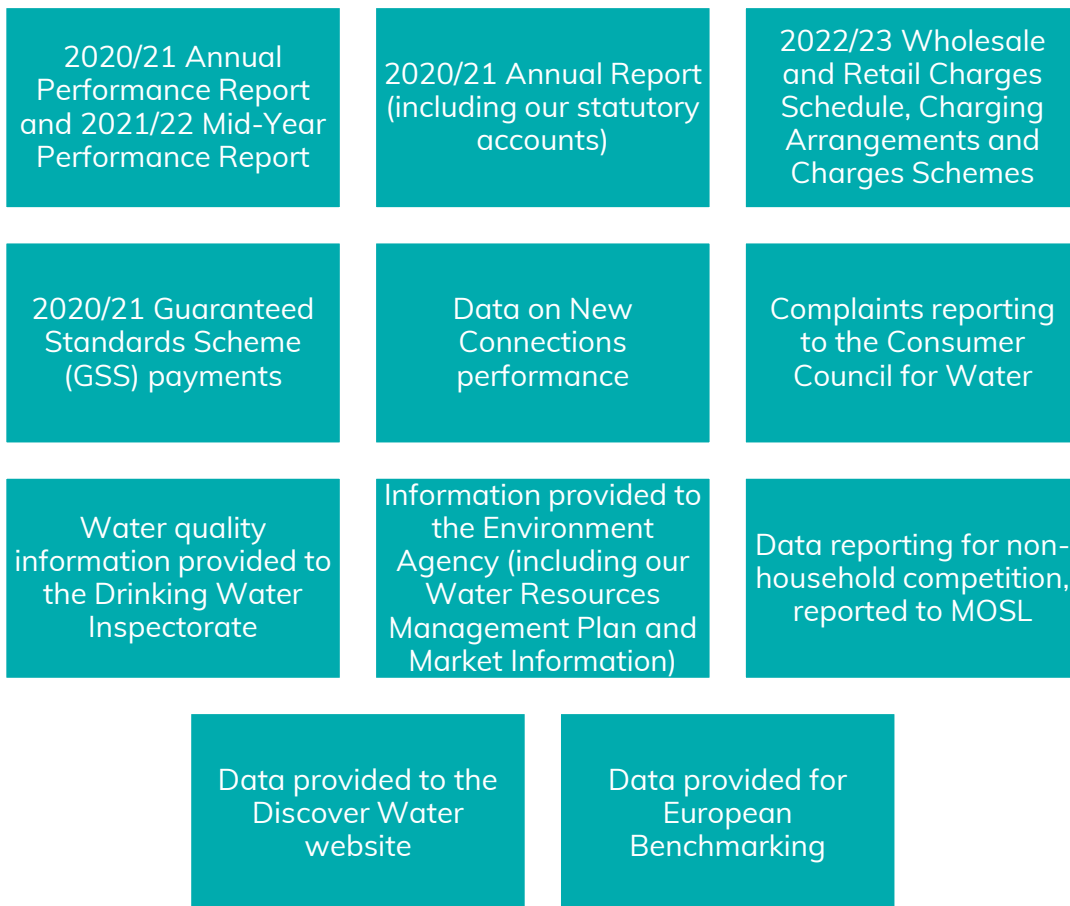 2020/21 Annual
Performance Report
and 2021/22 Mid-Year
Performance Report
2020/21 Annual Report
(including our statutory
accounts)
2022/23 Wholesale
and Retail Charges
Schedule, Charging
Arrangements and
Charges Schemes
2020/21 Guaranteed
Standards Scheme
(GSS) payments
Data on New
Connections
performance
Complaints reporting
to the Consumer
Council for Water
Water quality
information provided to
the Drinking Water
Inspectorate
Information provided to
the Environment
Agency (including our
Water Resources
Management Plan and
Market Information)
Data reporting for non-
household competition,
reported to MOSL
Data provided to the
Discover Water
website
Data provided for
European
Benchmarking